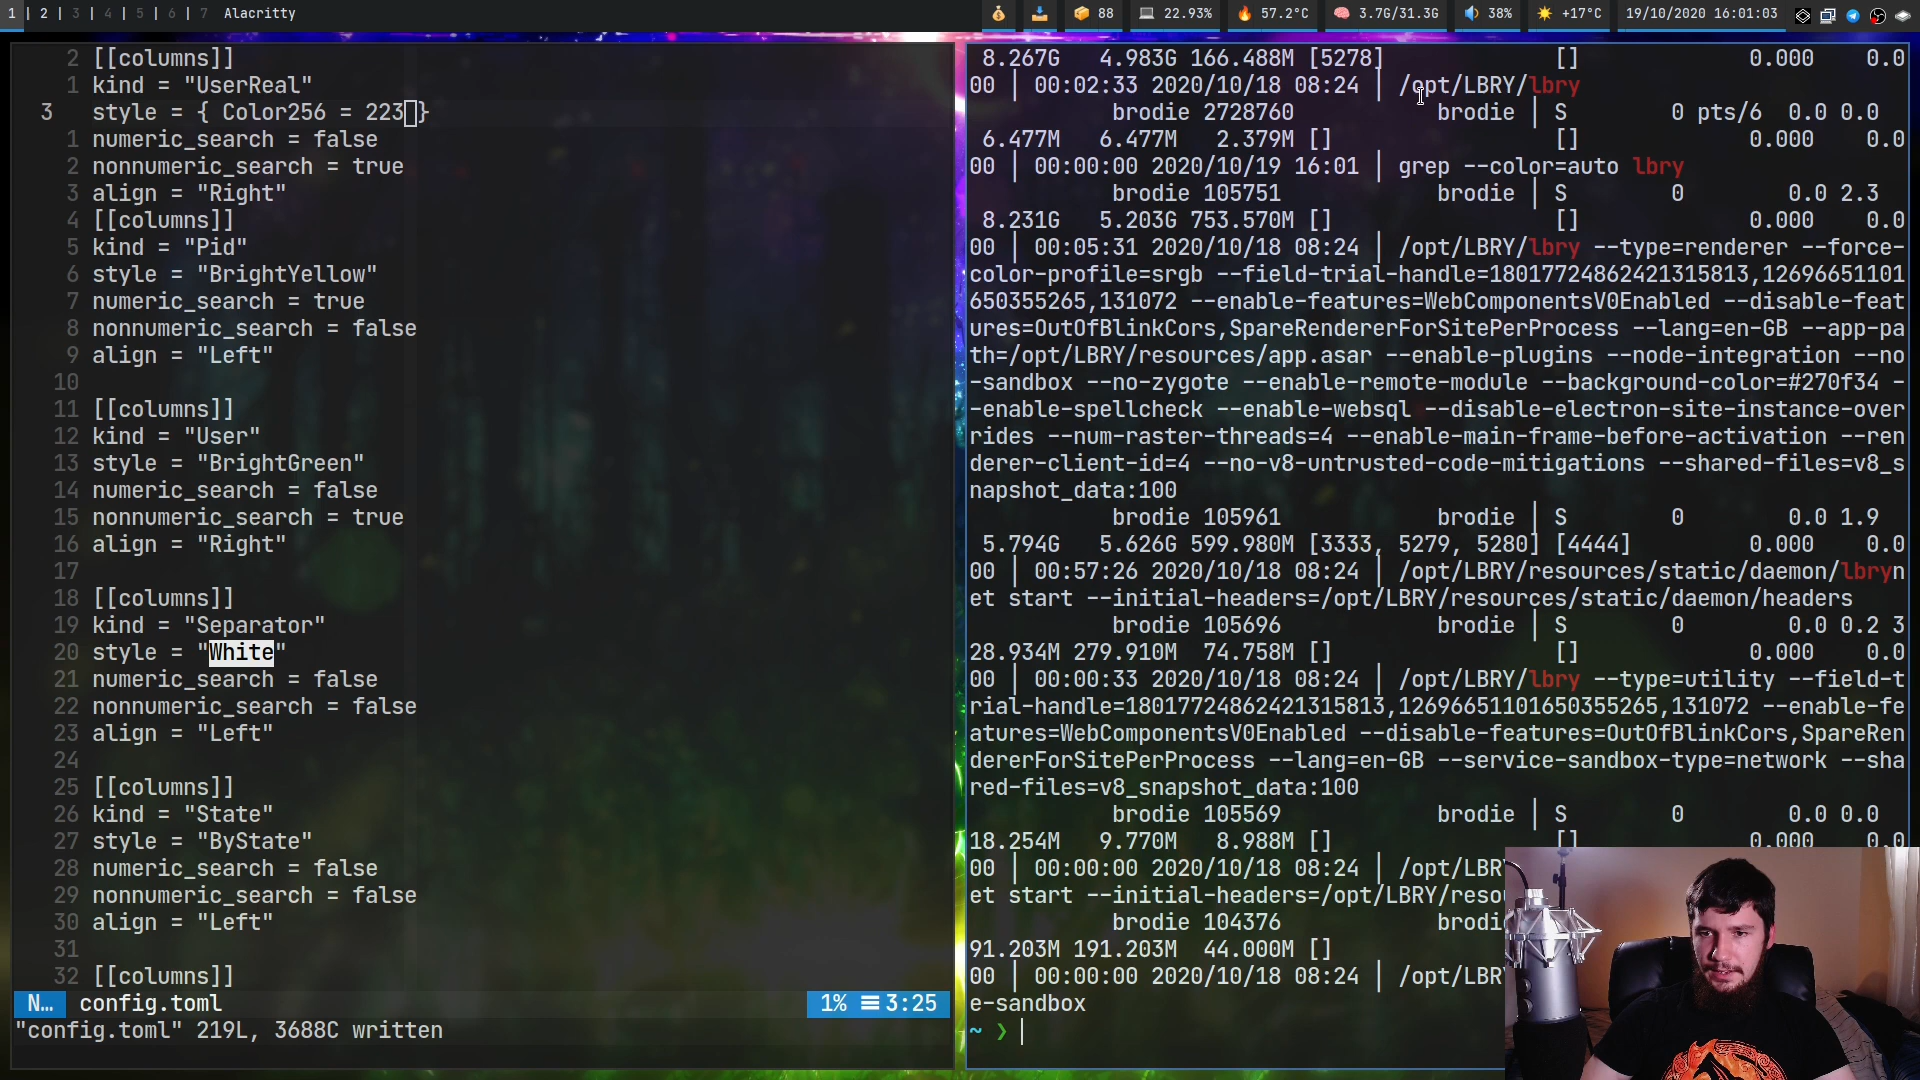 1 | 2 | 3 | 4 | 5 | 6 | 7 Alacritty
88 22.93% 57.2°C 3.7G/31.3G 38% +17°C 19/10/2020 16:01:03
2 [[columns]]
1 kind = "UserReal"
3 style = { Color256 = 223 }
1 numeric_search = false
2 nonnumeric_search = true
3 align = "Right"
4 [[columns]]
5 kind = "Pid"
6 style = "BrightYellow"
7 numeric_search = true
8 nonnumeric_search = false
9 align = "Left"
10
11 [[columns]]
12 kind = "User"
13 style = "BrightGreen"
14 numeric_search = false
15 nonnumeric_search = true
16 align = "Right"
17
18 [[columns]]
19 kind = "Separator"
20 style = "White"
21 numeric_search = false
22 nonnumeric_search = false
23 align = "Left"
24
25 [[columns]]
26 kind = "State"
27 style = "ByState"
28 numeric_search = false
29 nonnumeric_search = false
30 align = "Left"
31
32 [[columns]]
N… config.toml 1% ☰ 3:25
"config.toml" 219L, 3688C written
8.267G 4.983G 166.488M [5278] [] 0.000 0.0
00 | 00:02:33 2020/10/18 08:24 | /opt/LBRY/lbry
brodie 2728760 brodie | S 0 pts/6 0.0 0.0
6.477M 6.477M 2.379M [] [] 0.000 0.0
00 | 00:00:00 2020/10/19 16:01 | grep --color=auto lbry
brodie 105751 brodie | S 0 0.0 2.3
8.231G 5.203G 753.570M [] [] 0.000 0.0
00 | 00:05:31 2020/10/18 08:24 | /opt/LBRY/lbry --type=renderer --force-
color-profile=srgb --field-trial-handle=18017724862421315813,12696651101
650355265,131072 --enable-features=WebComponentsV0Enabled --disable-feat
ures=OutOfBlinkCors,SpareRendererForSitePerProcess --lang=en-GB --app-pa
th=/opt/LBRY/resources/app.asar --enable-plugins --node-integration --no
-sandbox --no-zygote --enable-remote-module --background-color=#270f34 -
-enable-spellcheck --enable-websql --disable-electron-site-instance-over
rides --num-raster-threads=4 --enable-main-frame-before-activation --ren
derer-client-id=4 --no-v8-untrusted-code-mitigations --shared-files=v8_s
napshot_data:100
brodie 105961 brodie | S 0 0.0 1.9
5.794G 5.626G 599.980M [3333, 5279, 5280] [4444] 0.000 0.0
00 | 00:57:26 2020/10/18 08:24 | /opt/LBRY/resources/static/daemon/lbryn
et start --initial-headers=/opt/LBRY/resources/static/daemon/headers
brodie 105696 brodie | S 0 0.0 0.2 3
28.934M 279.910M 74.758M [] [] 0.000 0.0
00 | 00:00:33 2020/10/18 08:24 | /opt/LBRY/lbry --type=utility --field-t
rial-handle=18017724862421315813,12696651101650355265,131072 --enable-fe
atures=WebComponentsV0Enabled --disable-features=OutOfBlinkCors,SpareRen
dererForSitePerProcess --lang=en-GB --service-sandbox-type=network --sha
red-files=v8_snapshot_data:100
brodie 105569 brodie | S 0 0.0 0.0
18.254M 9.770M 8.988M [] [] 0.000 0.0
00 | 00:00:00 2020/10/18 08:24 | /opt/LBR
et start --initial-headers=/opt/LBRY/reso
brodie 104376 brodi
91.203M 191.203M 44.000M []
00 | 00:00:00 2020/10/18 08:24 | /opt/LBR
e-sandbox
~ ❯